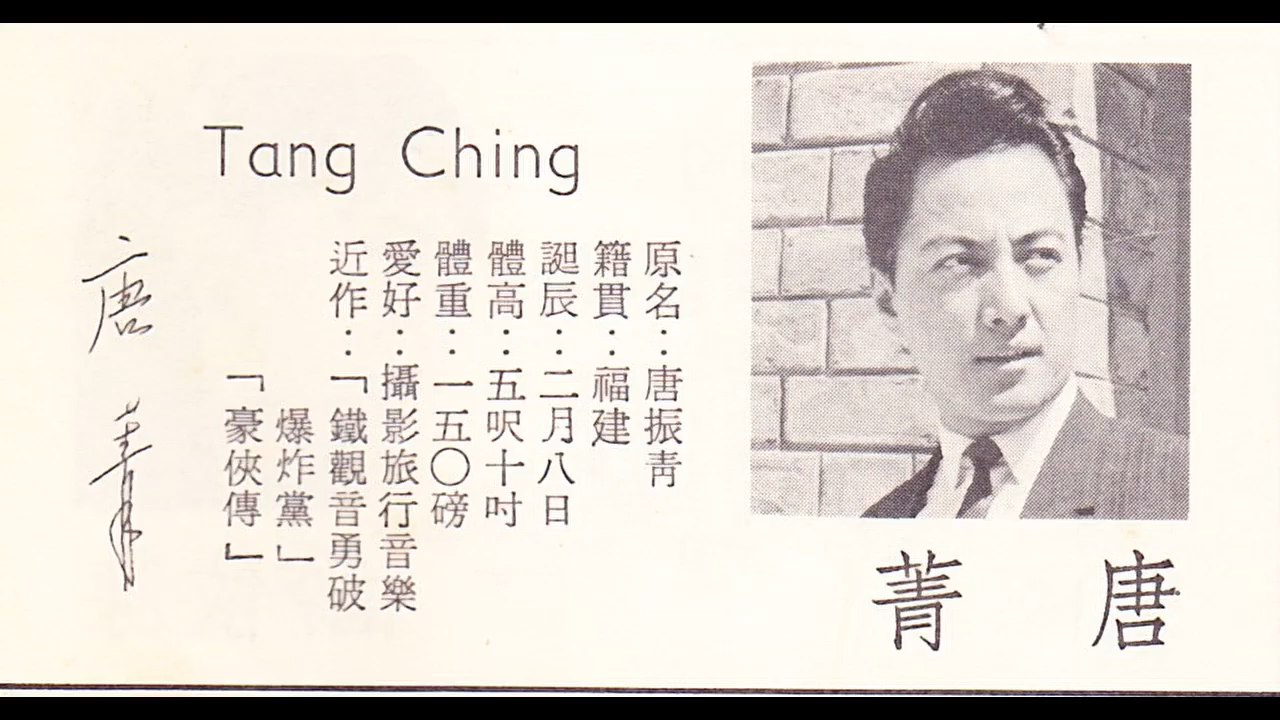 Tang Ching
唐菁
原名：唐振靑
籍貫：福建
誕辰：二月八日
體高：五呎十吋
體重：一五〇磅
愛好：攝影旅行音樂
近作：「鐵觀音勇破
爆炸黨」
「豪俠傳」
唐菁